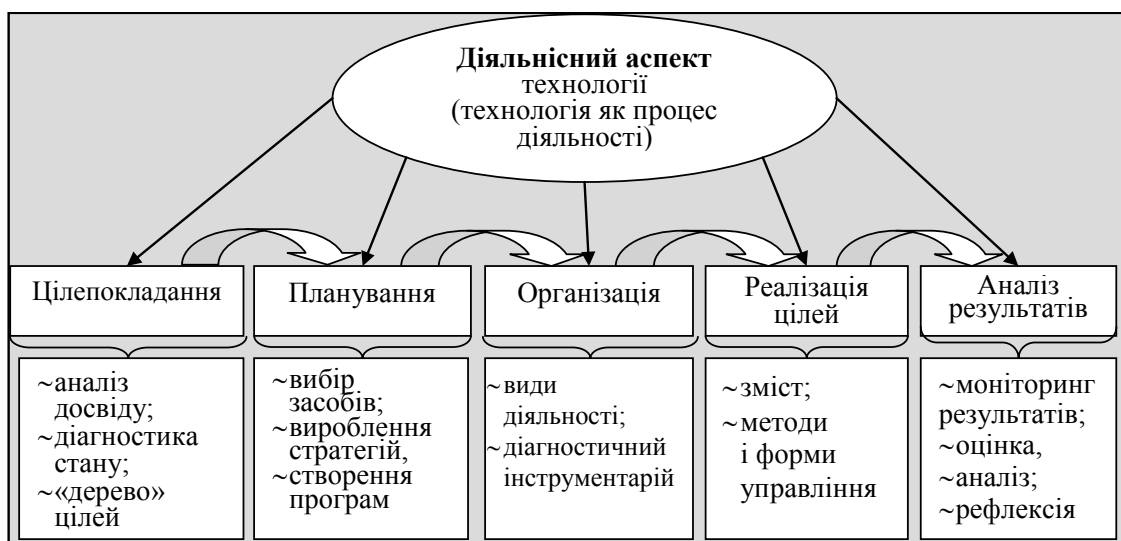 Діяльнісний аспект
технології
(технологія як процес
діяльності)
Цілепокладання
Планування
Організація
Реалізація
цілей
Аналіз
результатів
~аналіз
досвіду;
~діагностика
стану;
~«дерево»
цілей
~вибір
засобів;
~вироблення
стратегій,
~створення
програм
~види
діяльності;
~діагностичний
інструментарій
~зміст;
~методи
і форми
управління
~моніторинг
результатів;
~оцінка,
~аналіз;
~рефлексія